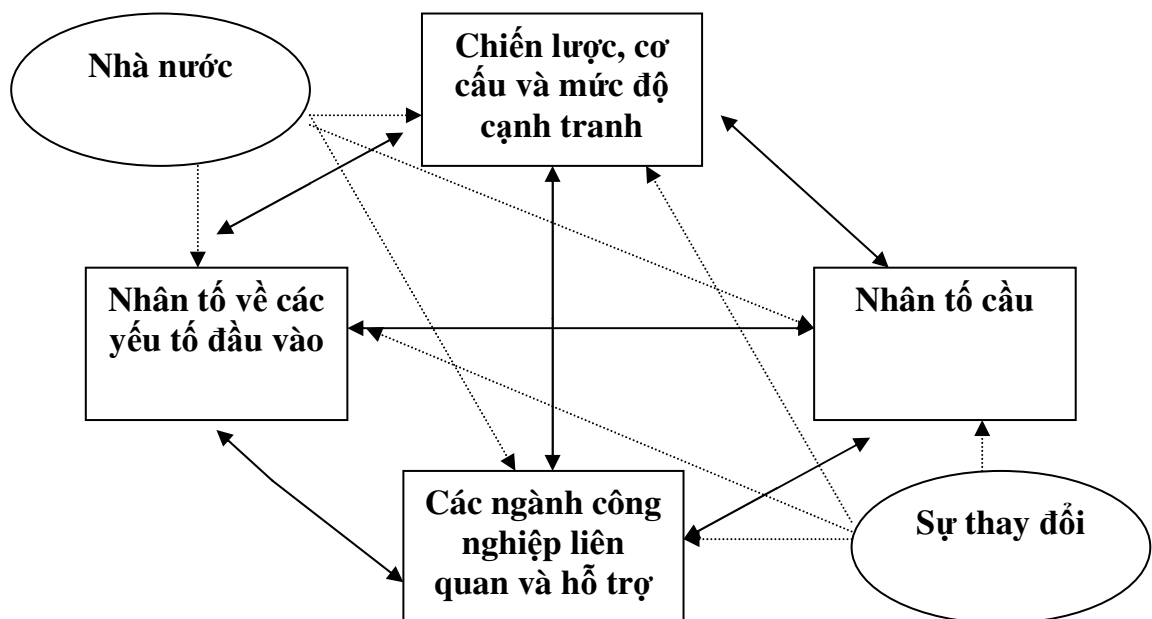 Nhà nước
Chiến lược, cơ
cấu và mức độ
cạnh tranh
Nhân tố về các
yếu tố đầu vào
Nhân tố cầu
Các ngành công
nghiệp liên
quan và hỗ trợ
Sự thay đổi